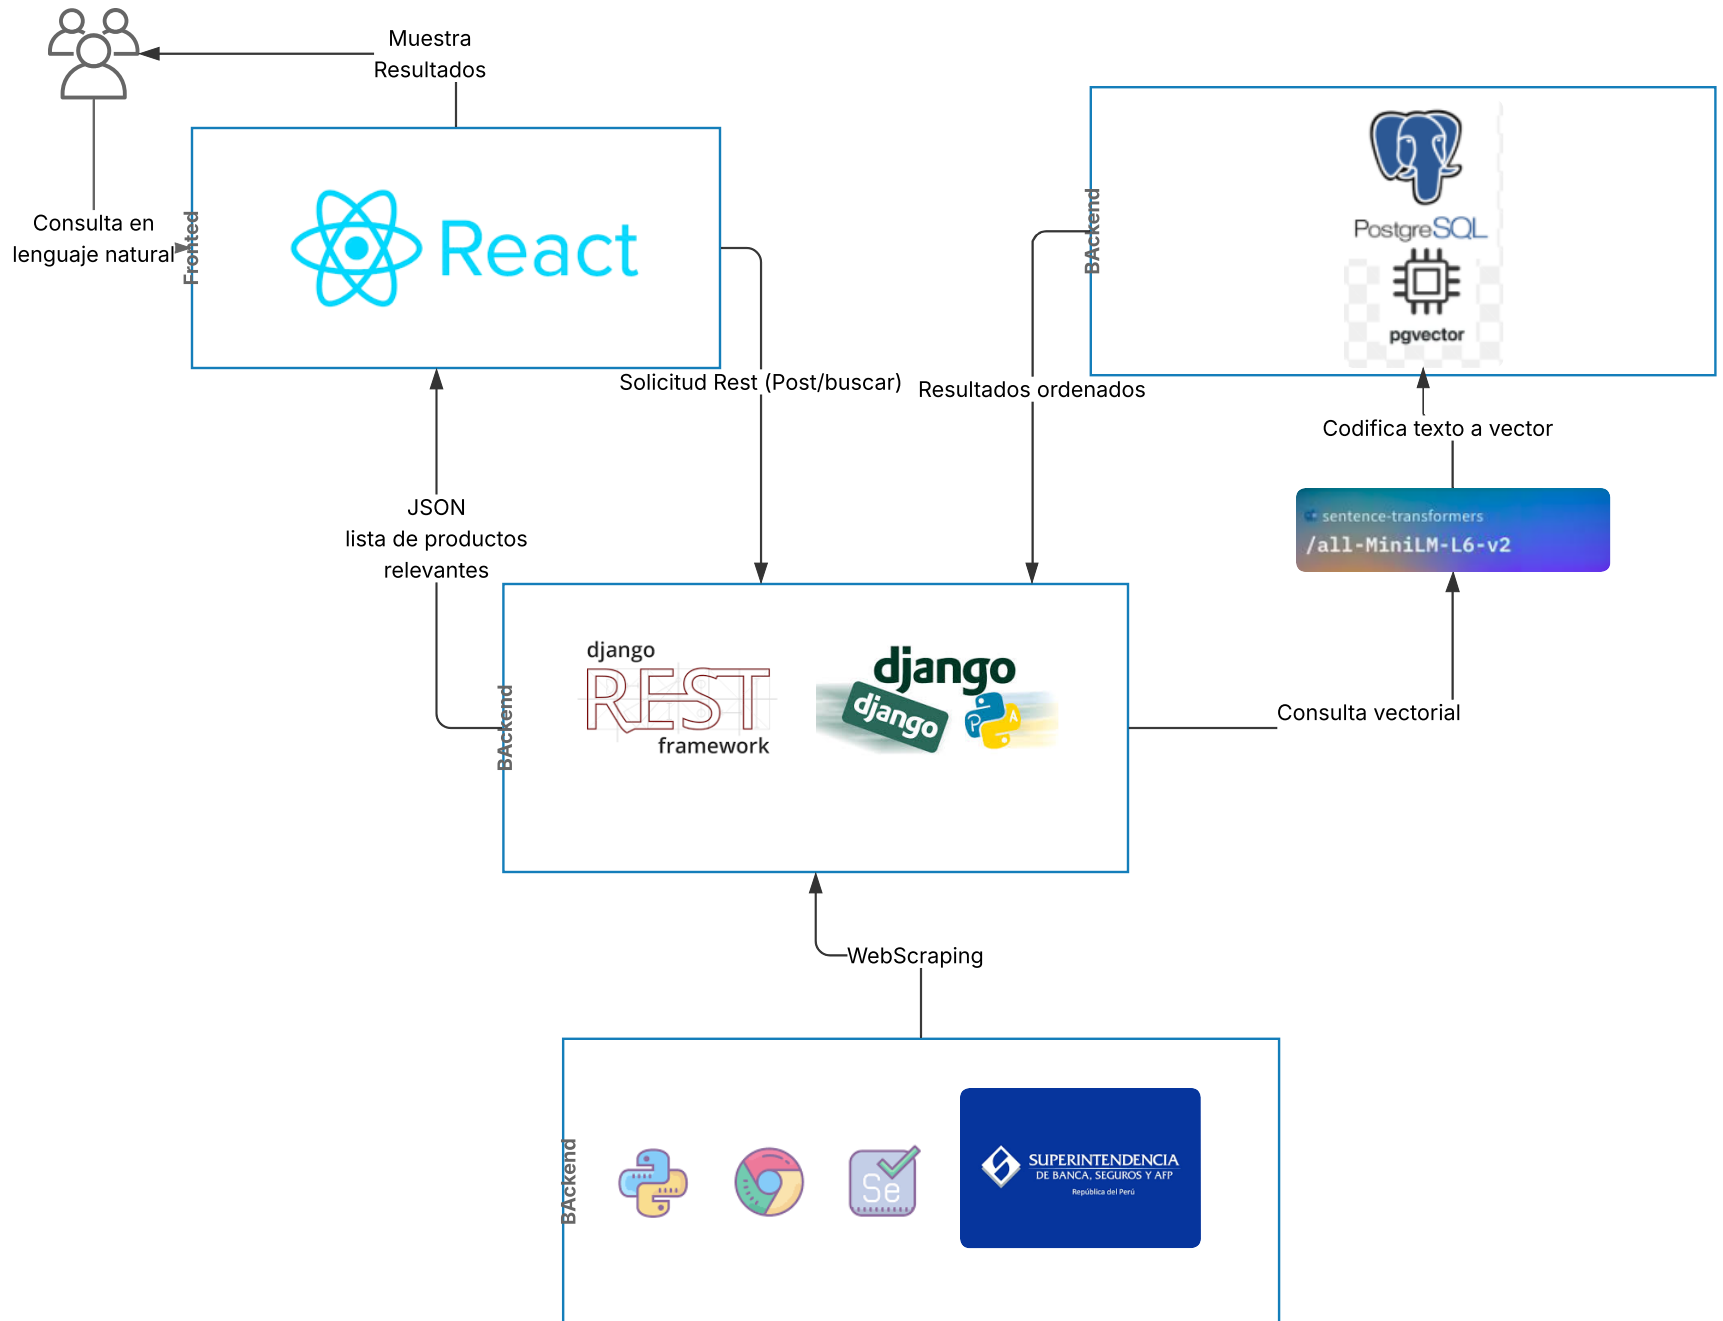 Muestra
Resultados
Consulta en
lenguaje natural
Fronted
React
BAckend
PostgreSQL
pgvector
Solicitud Rest (Post/buscar)
Resultados ordenados
Codifica texto a vector
sentence-transformers
/all-MiniLM-L6-v2
JSON
lista de productos
relevantes
BAckend
django
REST
framework
django
django
P
A
Consulta vectorial
WebScraping
BAckend
Se
SUPERINTENDENCIA
DE BANCA, SEGUROS Y AFP
República del Perú